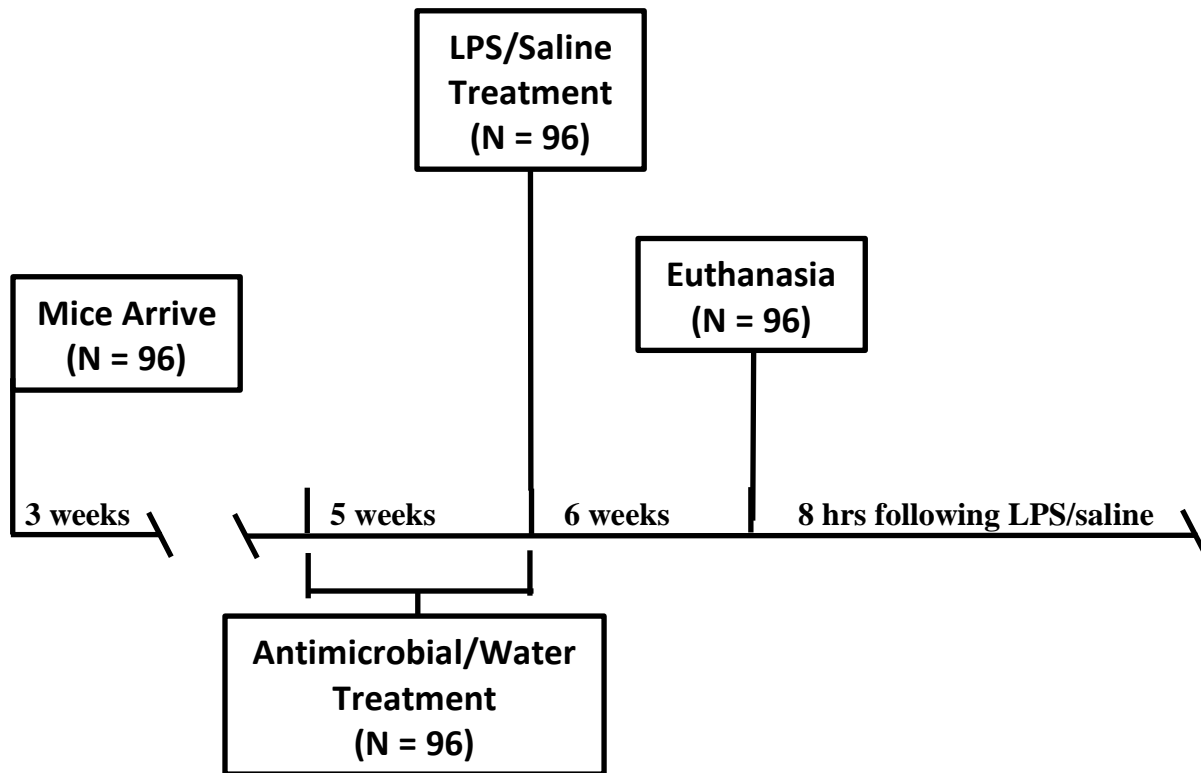 LPS/Saline
Treatment
(N = 96)
Euthanasia
(N = 96)
Mice Arrive
(N = 96)
3 weeks
5 weeks
6 weeks
8 hrs following LPS/saline
Antimicrobial/Water
Treatment
(N = 96)